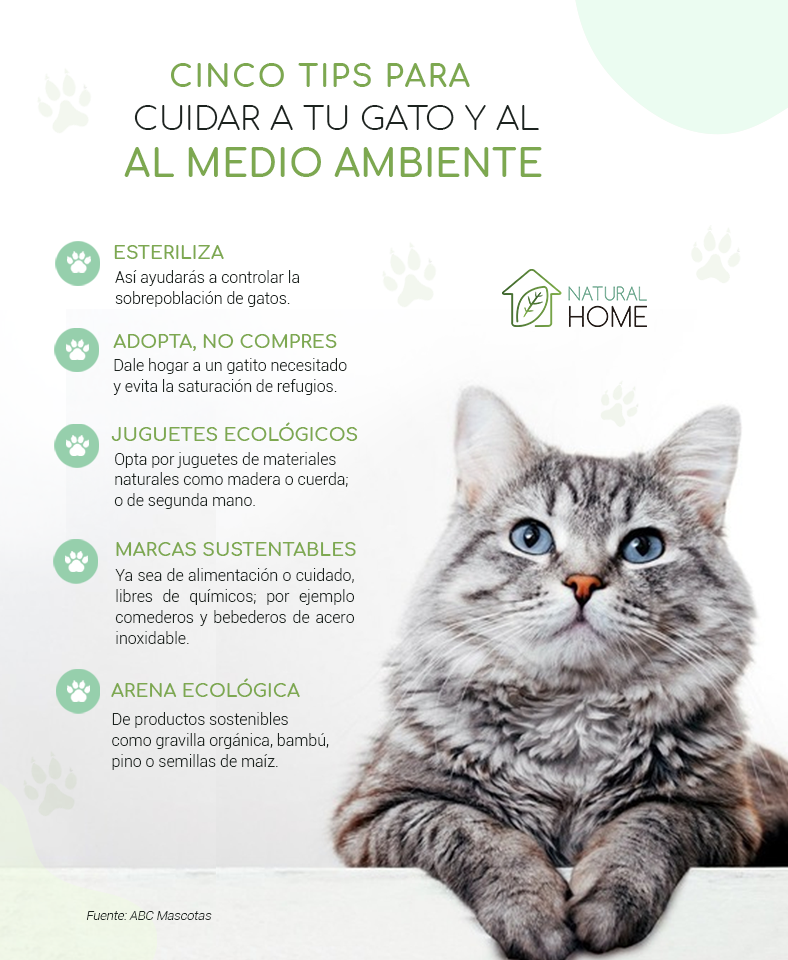 CINCO TIPS PARA
CUIDAR A TU GATO Y AL
AL MEDIO AMBIENTE
ESTERILIZA
Así ayudarás a controlar la
sobrepoblación de gatos.
NATURAL
HOME
ADOPTA, NO COMPRES
Dale hogar a un gatito necesitado
y evita la saturación de refugios.
JUGUETES ECOLÓGICOS
Opta por juguetes de materiales
naturales como madera o cuerda;
o de segunda mano.
MARCAS SUSTENTABLES
Ya sea de alimentación o cuidado,
libres de químicos; por ejemplo
comederos y bebederos de acero
inoxidable.
ARENA ECOLÓGICA
De productos sostenibles
como gravilla orgánica, bambú,
pino o semillas de maíz.
Fuente: ABC Mascotas